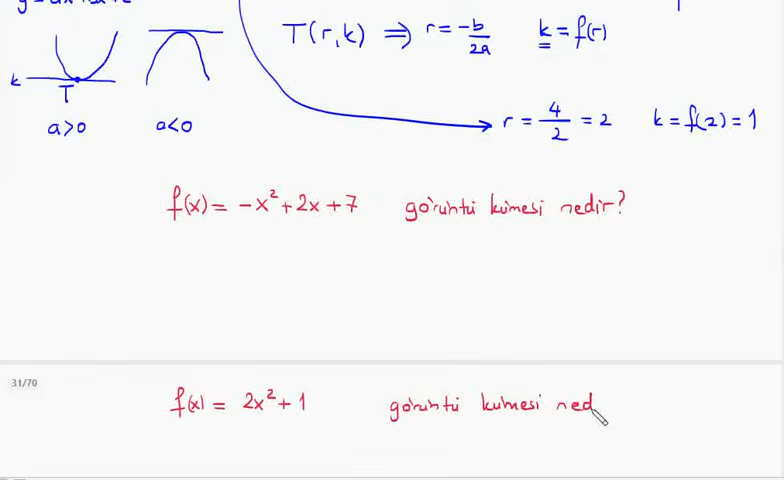 T(r,k) ⟹ r = -b/2a k = f(r)
k
T
a>0 a<0
r = 4/2 = 2 k = f(2) = 1
f(x) = -x² + 2x + 7 görüntü kümesi nedir?
31/70
f(x) = 2x² + 1 görüntü kümesi ned